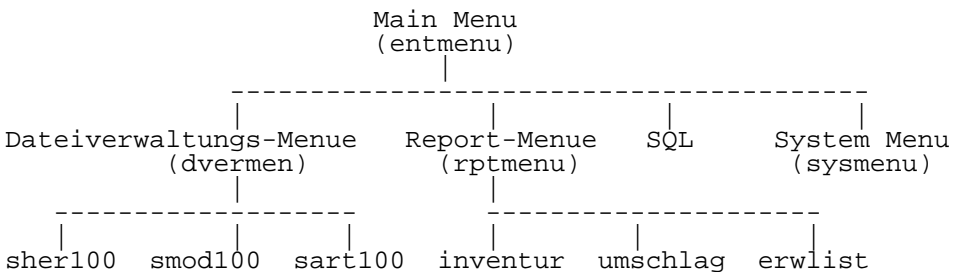 Main Menu
(entmenu)
Dateiverwaltungs-Menue Report-Menue SQL System Menu
(dvermen) (rptmenu) (sysmenu)
sher100 smod100 sart100 inventur umschlag erwlist